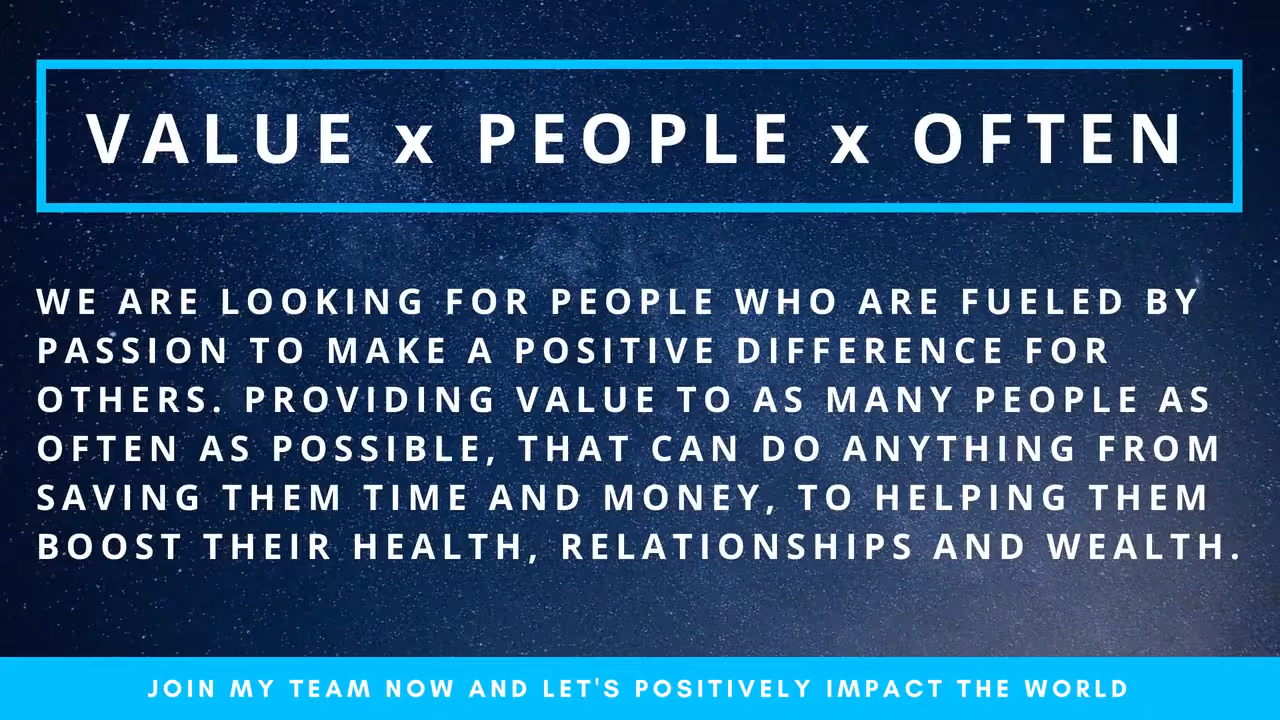 VALUE x PEOPLE x OFTEN
WE ARE LOOKING FOR PEOPLE WHO ARE FUELED BY
PASSION TO MAKE A POSITIVE DIFFERENCE FOR
OTHERS. PROVIDING VALUE TO AS MANY PEOPLE AS
OFTEN AS POSSIBLE, THAT CAN DO ANYTHING FROM
SAVING THEM TIME AND MONEY, TO HELPING THEM
BOOST THEIR HEALTH, RELATIONSHIPS AND WEALTH.
JOIN MY TEAM NOW AND LET'S POSITIVELY IMPACT THE WORLD